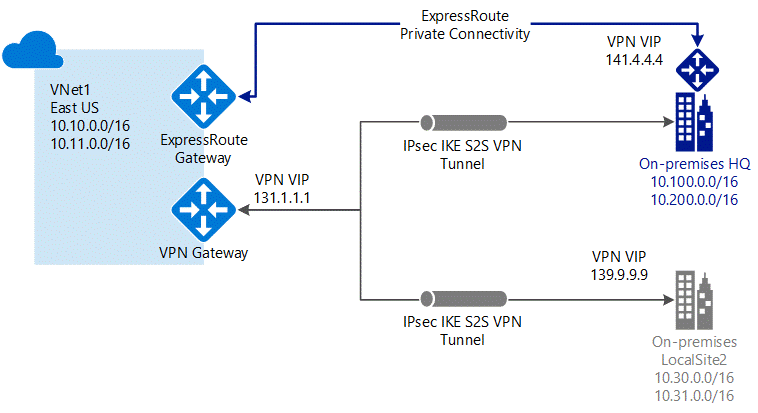 ExpressRoute
Private Connectivity
VPN VIP
141.4.4.4
VNet1
East US
10.10.0.0/16
10.11.0.0/16
ExpressRoute
Gateway
IPsec IKE S2S VPN
Tunnel
On-premises HQ
10.100.0.0/16
10.200.0.0/16
VPN VIP
131.1.1.1
VPN Gateway
VPN VIP
139.9.9.9
IPsec IKE S2S VPN
Tunnel
On-premises
LocalSite2
10.30.0.0/16
10.31.0.0/16